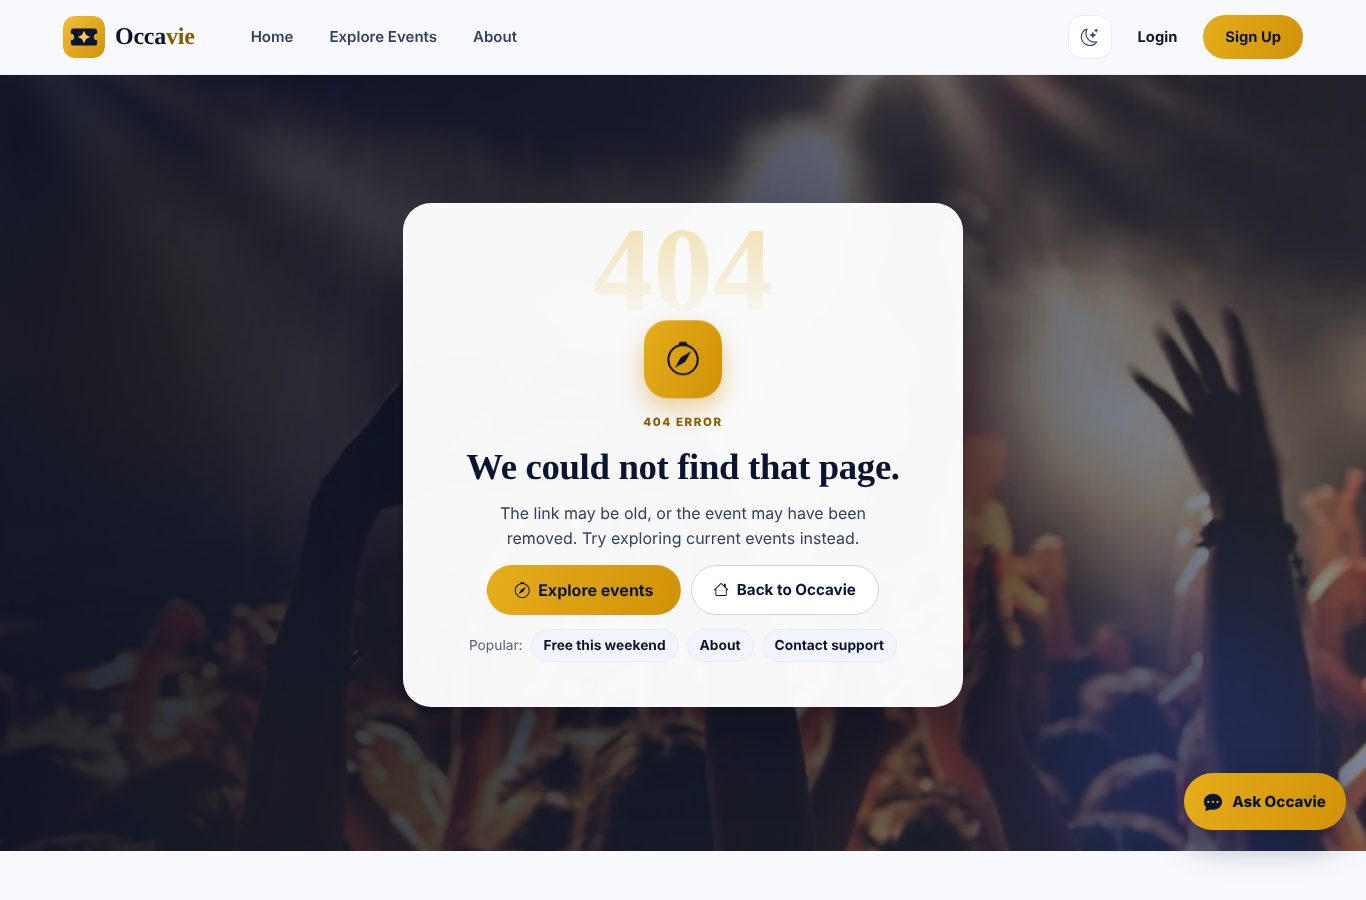 Occavie
Home
Explore Events
About
Login
Sign Up
404
404 ERROR
We could not find that page.
The link may be old, or the event may have been
removed. Try exploring current events instead.
Explore events
Back to Occavie
Popular:
Free this weekend
About
Contact support
Ask Occavie